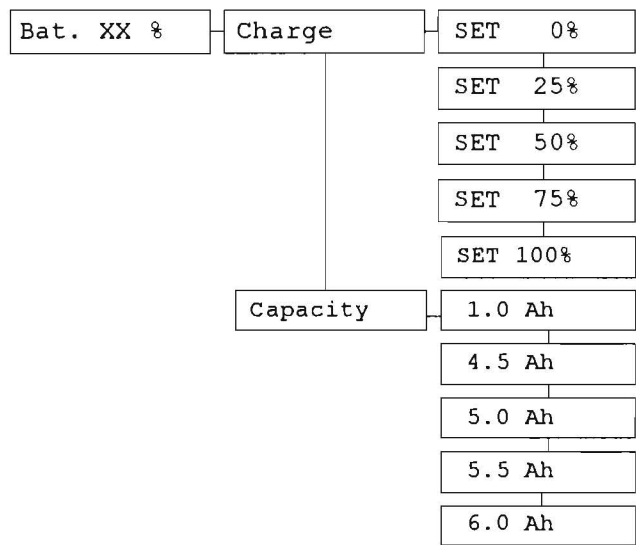 Bat. XX %
Charge
SET 0%
SET 25%
SET 50%
SET 75%
SET 100%
Capacity
1.0 Ah
4.5 Ah
5.0 Ah
5.5 Ah
6.0 Ah